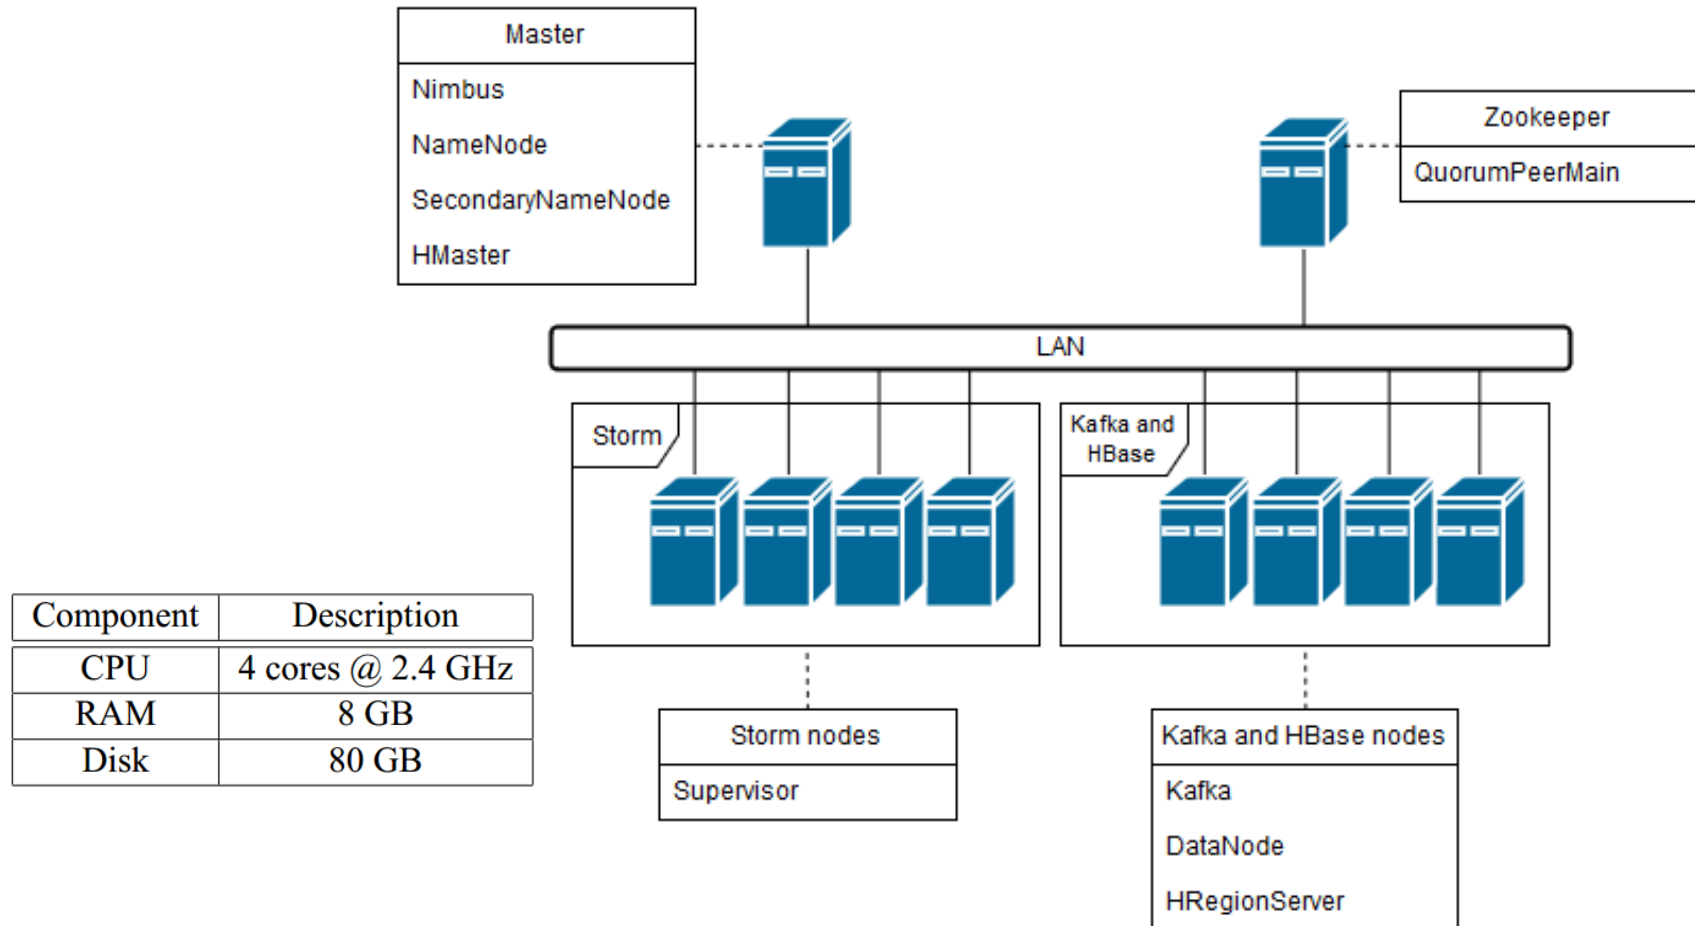 Master
Nimbus
NameNode
SecondaryNameNode
HMaster
Zookeeper
QuorumPeerMain
LAN
Storm
Kafka and
HBase
Component Description
CPU 4 cores @ 2.4 GHz
RAM 8 GB
Disk 80 GB
Storm nodes
Supervisor
Kafka and HBase nodes
Kafka
DataNode
HRegionServer